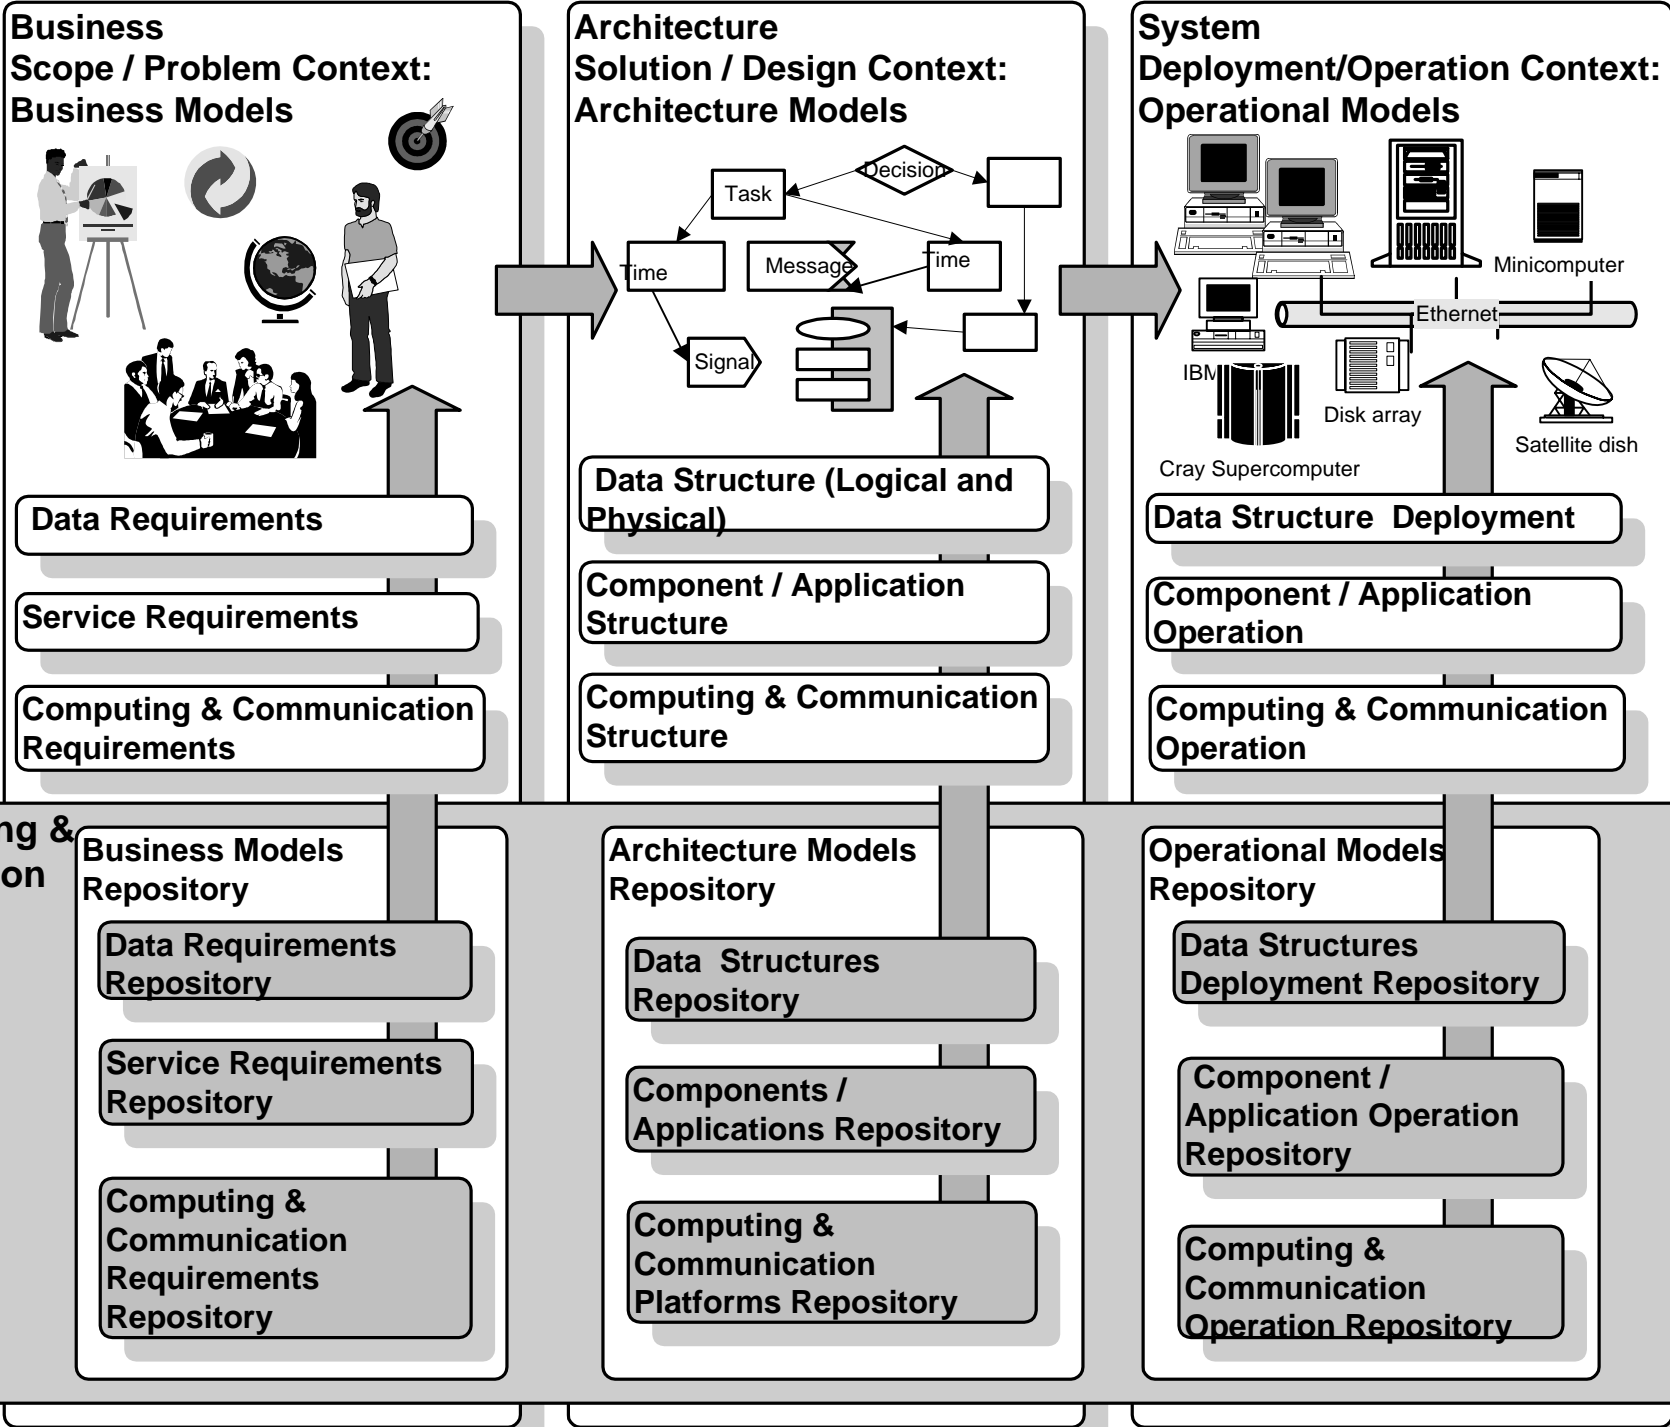 Business
Scope / Problem Context:
Business Models
Data Requirements
Service Requirements
Computing & Communication
Requirements
Architecture
Solution / Design Context:
Architecture Models
Decision
Task
Time
Message
Time
Signal
Data Structure (Logical and
Physical)
Component / Application
Structure
Computing & Communication
Structure
System
Deployment/Operation Context:
Operational Models
Minicomputer
Ethernet
IBM
Disk array
Satellite dish
Cray Supercomputer
Data Structure Deployment
Component / Application
Operation
Computing & Communication
Operation
ng &
on
Business Models
Repository
Data Requirements
Repository
Service Requirements
Repository
Computing &
Communication
Requirements
Repository
Architecture Models
Repository
Data Structures
Repository
Components /
Applications Repository
Computing &
Communication
Platforms Repository
Operational Models
Repository
Data Structures
Deployment Repository
Component /
Application Operation
Repository
Computing &
Communication
Operation Repository